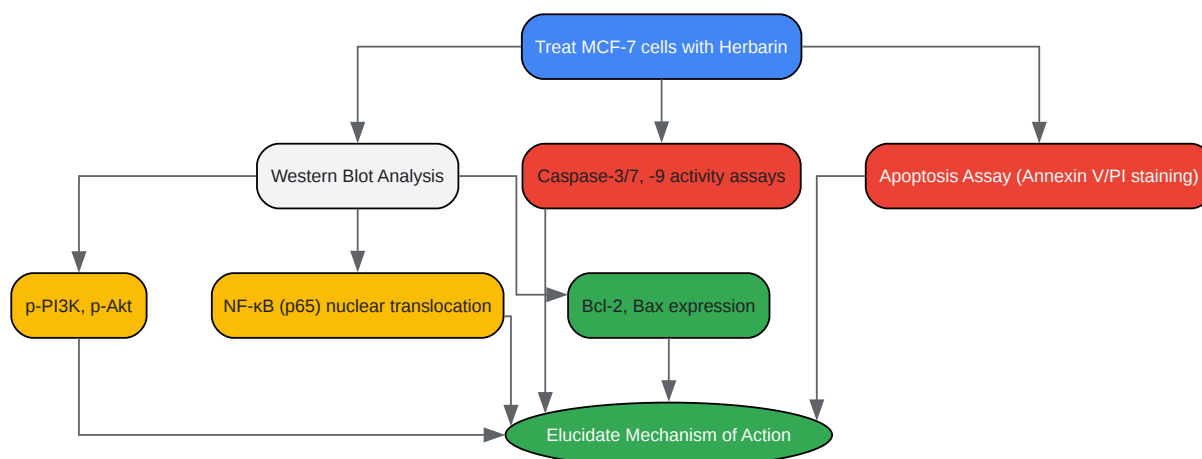 Treat MCF-7 cells with Herbarin
Western Blot Analysis
Caspase-3/7, -9 activity assays
Apoptosis Assay (Annexin V/PI staining)
p-PI3K, p-Akt
NF-κB (p65) nuclear translocation
Bcl-2, Bax expression
Elucidate Mechanism of Action